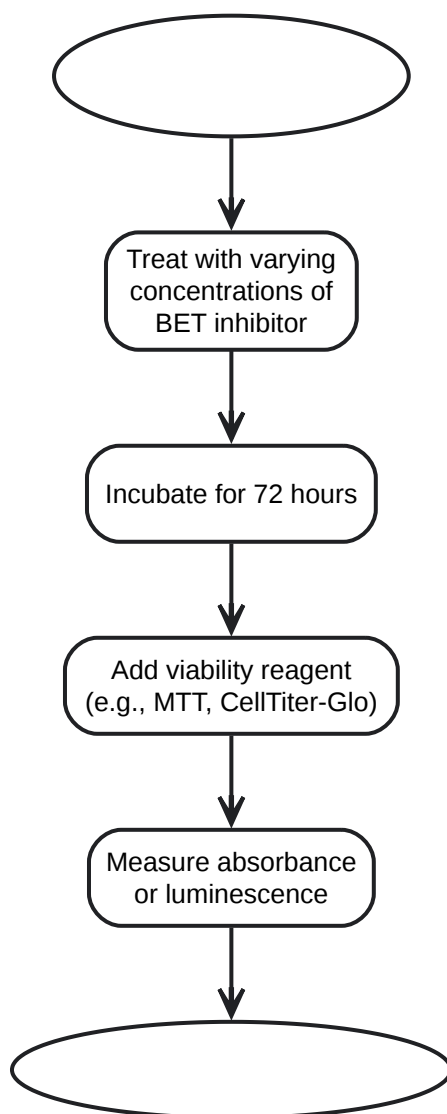 Treat with varying
concentrations of
BET inhibitor
Incubate for 72 hours
Add viability reagent
(e.g., MTT, CellTiter-Glo)
Measure absorbance
or luminescence